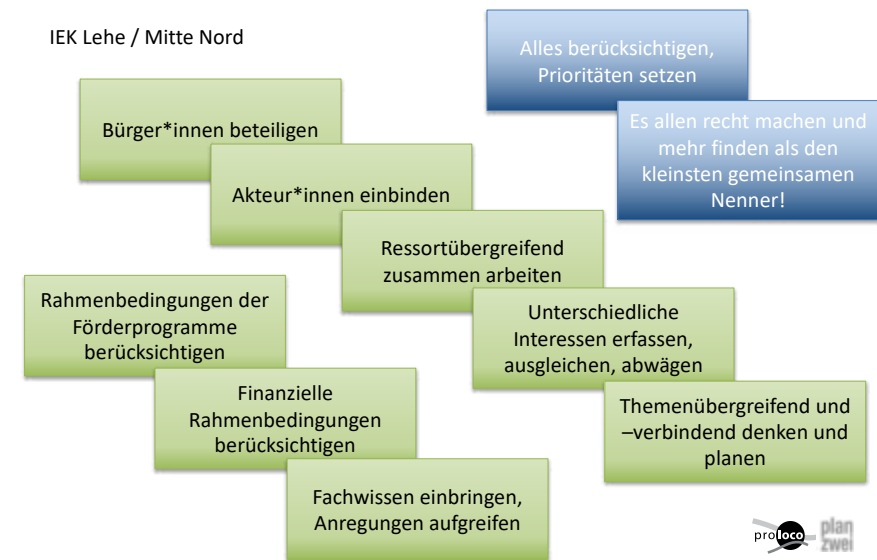 IEK Lehe / Mitte Nord
Alles berücksichtigen,
Prioritäten setzen
Es allen recht machen und
mehr finden als den
kleinsten gemeinsamen
Nenner!
Bürger*innen beteiligen
Akteur*innen einbinden
Ressortübergreifend
zusammen arbeiten
Unterschiedliche
Interessen erfassen,
ausgleichen, abwägen
Themenübergreifend und
–verbindend denken und
planen
Rahmenbedingungen der
Förderprogramme
berücksichtigen
Finanzielle
Rahmenbedingungen
berücksichtigen
Fachwissen einbringen,
Anregungen aufgreifen
proloco
plan
zwei